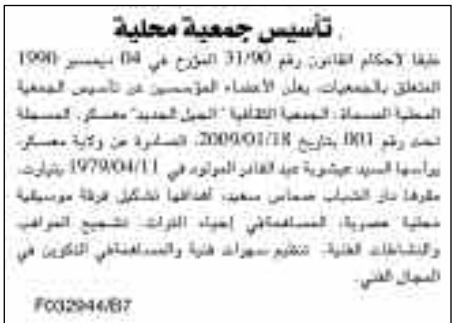 تأسيس جمعية محلية
طبقا لأحكام القانون رقم 31/90 المؤرخ في 04 ديسمبر 1990
المتعلق بالجمعيات، يعلن الأعضاء المؤسسين عن تأسيس الجمعية
المحلية المسماة: الجمعية الثقافية "الجيل الجديد" معسكر، المسجلة
تحت رقم 001 بتاريخ 2009/01/18، الصادرة عن ولاية معسكر،
يرأسها السيد عيشوبة عبد القادر المولود في 1979/04/11 بتيارت،
مقرها دار الشباب صماس سعيد، أهدافها تشكيل فرقة موسيقية
محلية عصرية، المساهمة في إحياء التراث، تشجيع المواهب
والنشاطات الفنية، تنظيم سهرات فنية والمساهمة في التكوين في
المجال الفني.
F032944/B7